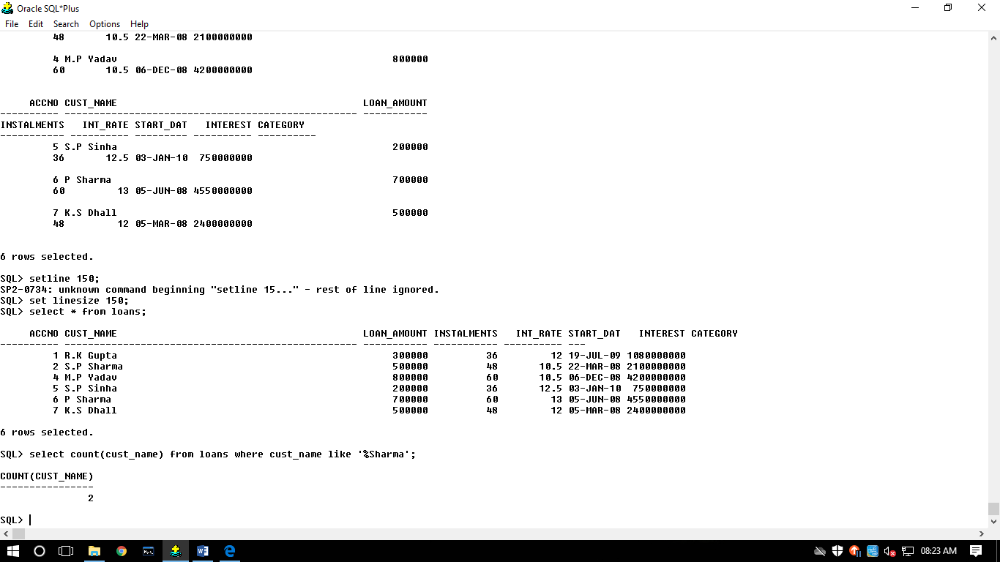 Oracle SQL*Plus
File Edit Search Options Help
48 10.5 22-MAR-08 2100000000
4 M.P Yadav 800000
60 10.5 06-DEC-08 4200000000
ACCNO CUST_NAME LOAN_AMOUNT
---------- -------------------------------------------------- -----------
INSTALMENTS INT_RATE START_DAT INTEREST CATEGORY
----------- ---------- --------- ---------- ----------
5 S.P Sinha 200000
36 12.5 03-JAN-10 750000000
6 P Sharma 700000
60 13 05-JUN-08 4550000000
7 K.S Dhall 500000
48 12 05-MAR-08 2400000000
6 rows selected.
SQL> setline 150;
SP2-0734: unknown command beginning "setline 15..." - rest of line ignored.
SQL> set linesize 150;
SQL> select * from loans;
ACCNO CUST_NAME LOAN_AMOUNT INSTALMENTS INT_RATE START_DAT INTEREST CATEGORY
---------- -------------------------------------------------- ----------- ----------- ---------- ---
1 R.K Gupta 300000 36 12 19-JUL-09 1080000000
2 S.P Sharma 500000 48 10.5 22-MAR-08 2100000000
4 M.P Yadav 800000 60 10.5 06-DEC-08 4200000000
5 S.P Sinha 200000 36 12.5 03-JAN-10 750000000
6 P Sharma 700000 60 13 05-JUN-08 4550000000
7 K.S Dhall 500000 48 12 05-MAR-08 2400000000
6 rows selected.
SQL> select count(cust_name) from loans where cust_name like '%Sharma';
COUNT(CUST_NAME)
----------------
2
SQL>
08:23 AM